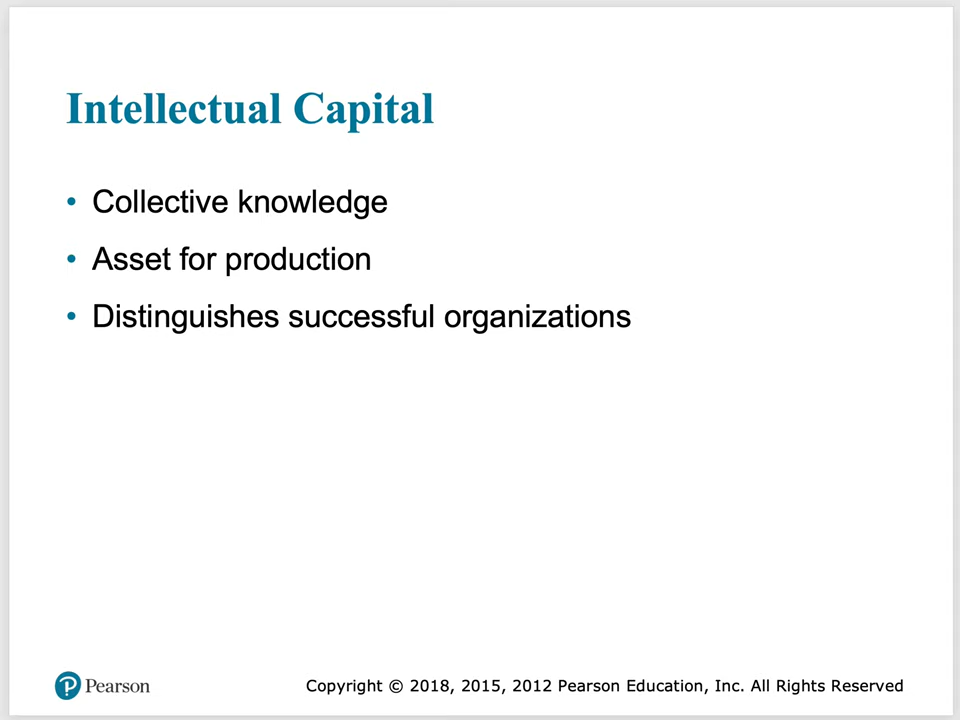 Intellectual Capital
• Collective knowledge
• Asset for production
• Distinguishes successful organizations
Pearson
Copyright © 2018, 2015, 2012 Pearson Education, Inc. All Rights Reserved